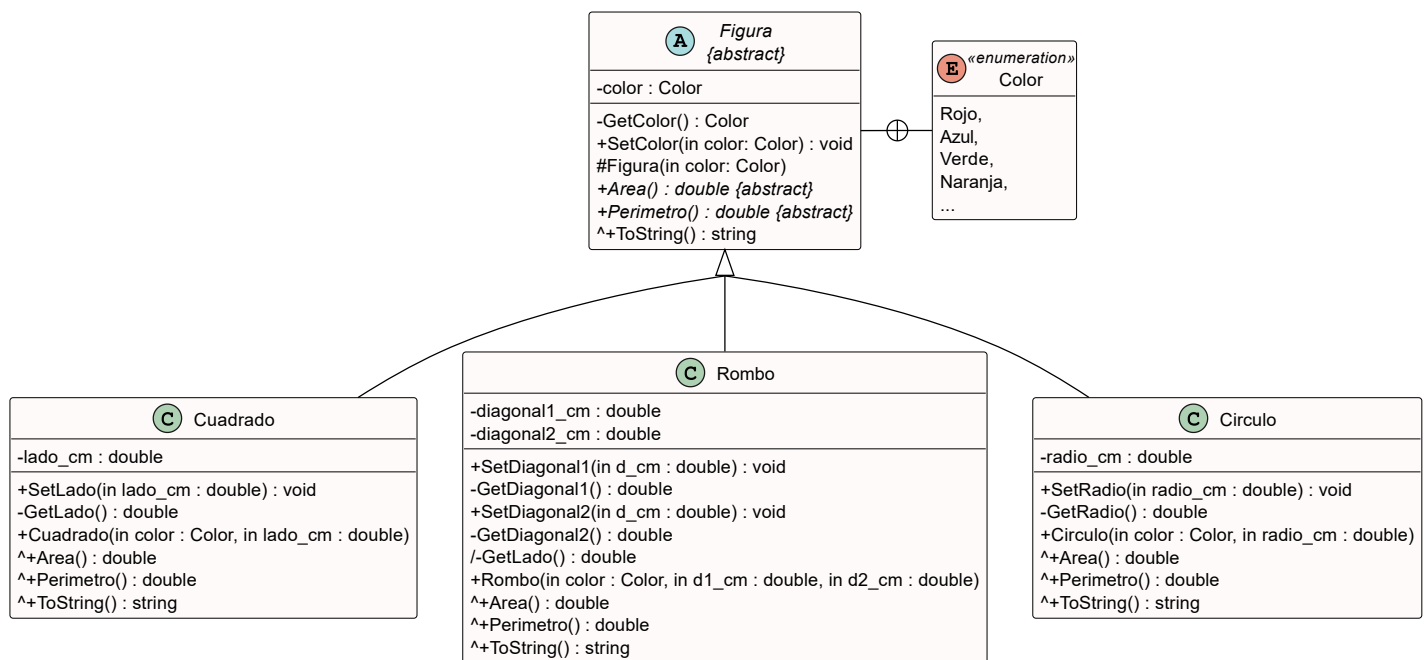 A
Figura
{abstract}
-color : Color
-GetColor() : Color
+SetColor(in color: Color) : void
#Figura(in color: Color)
+Area() : double {abstract}
+Perimetro() : double {abstract}
^+ToString() : string
E
«enumeration»
Color
Rojo,
Azul,
Verde,
Naranja,
...
C Cuadrado
-lado_cm : double
+SetLado(in lado_cm : double) : void
-GetLado() : double
+Cuadrado(in color : Color, in lado_cm : double)
^+Area() : double
^+Perimetro() : double
^+ToString() : string
C Rombo
-diagonal1_cm : double
-diagonal2_cm : double
+SetDiagonal1(in d_cm : double) : void
-GetDiagonal1() : double
+SetDiagonal2(in d_cm : double) : void
-GetDiagonal2() : double
/-GetLado() : double
+Rombo(in color : Color, in d1_cm : double, in d2_cm : double)
^+Area() : double
^+Perimetro() : double
^+ToString() : string
C Circulo
-radio_cm : double
+SetRadio(in radio_cm : double) : void
-GetRadio() : double
+Circulo(in color : Color, in radio_cm : double)
^+Area() : double
^+Perimetro() : double
^+ToString() : string